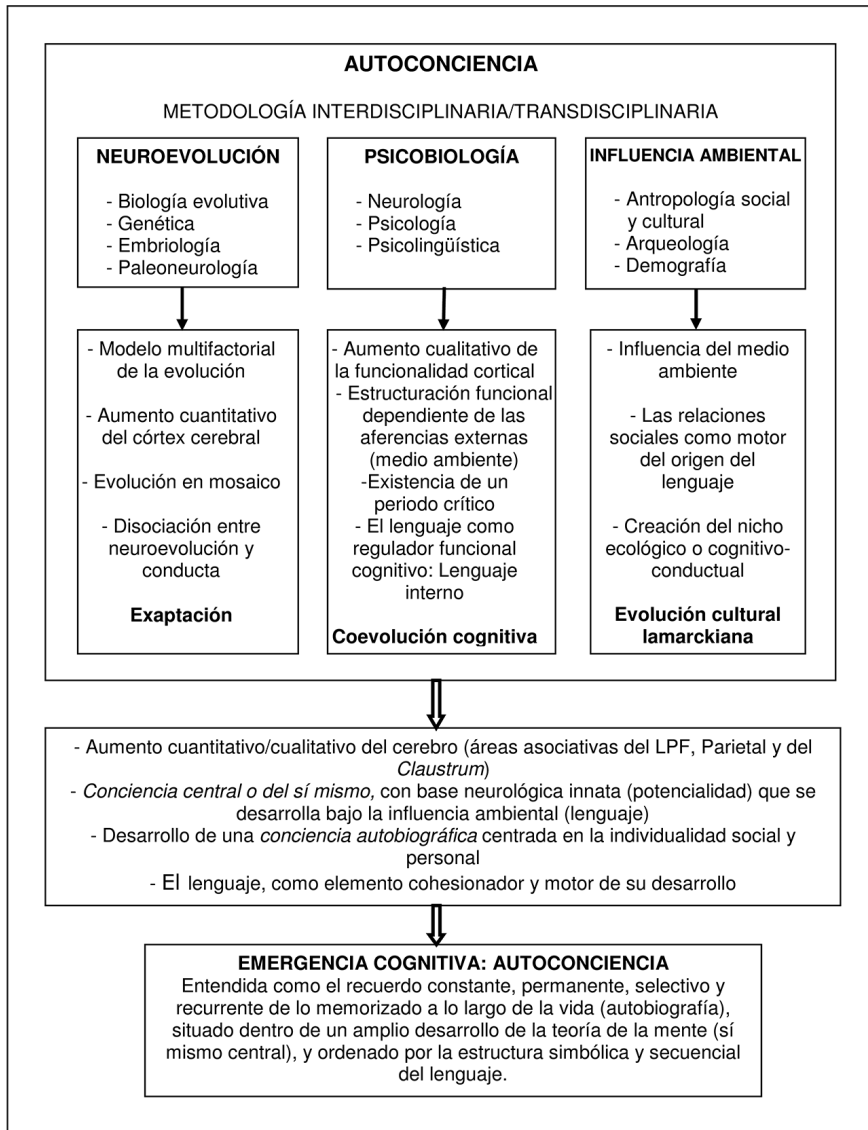 AUTOCONCIENCIA
METODOLOGÍA INTERDISCIPLINARIA/TRANSDISCIPLINARIA
NEUROEVOLUCIÓN
- Biología evolutiva
- Genética
- Embriología
- Paleoneurología
PSICOBIOLOGÍA
- Neurología
- Psicología
- Psicolingüística
INFLUENCIA AMBIENTAL
- Antropología social
y cultural
- Arqueología
- Demografía
- Modelo multifactorial
de la evolución
- Aumento cuantitativo
del córtex cerebral
- Evolución en mosaico
- Disociación entre
neuroevolución y
conducta
Exaptación
- Aumento cualitativo de
la funcionalidad cortical
- Estructuración funcional
dependiente de las
aferencias externas
(medio ambiente)
-Existencia de un
periodo crítico
- El lenguaje como
regulador funcional
cognitivo: Lenguaje
interno
Coevolución cognitiva
- Influencia del medio
ambiente
- Las relaciones
sociales como motor
del origen del
lenguaje
- Creación del nicho
ecológico o cognitivo-
conductual
Evolución cultural
lamarckiana
- Aumento cuantitativo/cualitativo del cerebro (áreas asociativas del LPF, Parietal y del
Claustrum)
- Conciencia central o del sí mismo, con base neurológica innata (potencialidad) que se
desarrolla bajo la influencia ambiental (lenguaje)
- Desarrollo de una conciencia autobiográfica centrada en la individualidad social y
personal
- El lenguaje, como elemento cohesionador y motor de su desarrollo
EMERGENCIA COGNITIVA: AUTOCONCIENCIA
Entendida como el recuerdo constante, permanente, selectivo y
recurrente de lo memorizado a lo largo de la vida (autobiografía),
situado dentro de un amplio desarrollo de la teoría de la mente (sí
mismo central), y ordenado por la estructura simbólica y secuencial
del lenguaje.